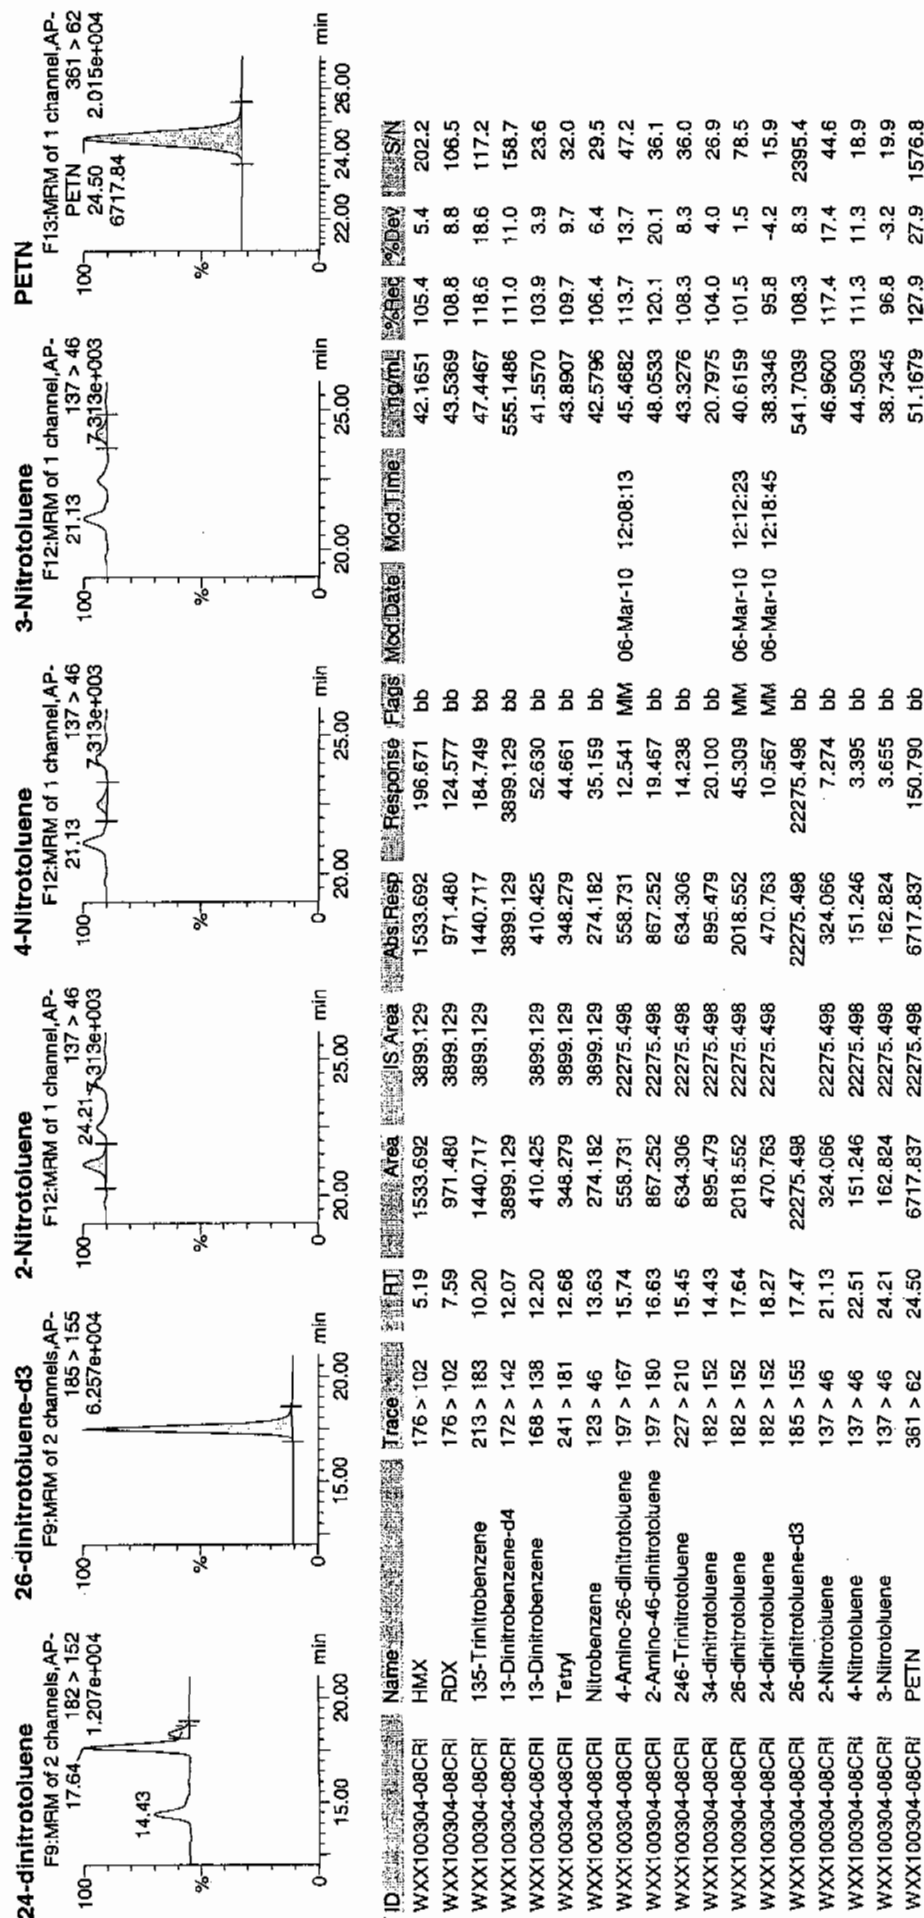 24-dinitrotoluene
F9:MRM of 2 channels,AP-
182 > 152
17.64
1.207e+004
14.43
100
%
0
15.00
20.00
min
26-dinitrotoluene-d3
F9:MRM of 2 channels,AP-
185 > 155
6.257e+004
100
%
0
15.00
20.00
min
2-Nitrotoluene
F12:MRM of 1 channel,AP-
137 > 46
24.21
7.313e+003
100
%
0
20.00
25.00
min
4-Nitrotoluene
F12:MRM of 1 channel,AP-
21.13
137 > 46
7.313e+003
100
%
0
20.00
25.00
min
3-Nitrotoluene
F12:MRM of 1 channel,AP-
21.13
137 > 46
7.313e+003
100
%
0
20.00
25.00
min
PETN
F13:MRM of 1 channel,AP-
PETN
361 > 62
24.50
2.015e+004
6717.84
100
%
0
22.00
24.00
26.00
min
ID Name Trace RT Area IS Area Abs.Resp Response Flags Mod.Date Mod.Time ng/mL %Rec %Dev S/N
WXX100304-08CRI HMX 176 > 102 5.19 1533.692 3899.129 1533.692 196.671 bb 42.1651 105.4 5.4 202.2
WXX100304-08CRI RDX 176 > 102 7.59 971.480 3899.129 971.480 124.577 bb 43.5369 108.8 8.8 106.5
WXX100304-08CRI 135-Trinitrobenzene 213 > 183 10.20 1440.717 3899.129 1440.717 184.749 bb 47.4467 118.6 18.6 117.2
WXX100304-08CRI 13-Dinitrobenzene-d4 172 > 142 12.07 3899.129 3899.129 3899.129 bb 555.1486 111.0 11.0 158.7
WXX100304-08CRI 13-Dinitrobenzene 168 > 138 12.20 410.425 3899.129 410.425 52.630 bb 41.5570 103.9 3.9 23.6
WXX100304-08CRI Tetryl 241 > 181 12.68 348.279 3899.129 348.279 44.661 bb 43.8907 109.7 9.7 32.0
WXX100304-08CRI Nitrobenzene 123 > 46 13.63 274.182 3899.129 274.182 35.159 bb 42.5796 106.4 6.4 29.5
WXX100304-08CRI 4-Amino-26-dinitrotoluene 197 > 167 15.74 558.731 22275.498 558.731 12.541 MM 06-Mar-10 12:08:13 45.4682 113.7 13.7 47.2
WXX100304-08CRI 2-Amino-46-dinitrotoluene 197 > 180 16.63 867.252 22275.498 867.252 19.467 bb 48.0533 120.1 20.1 36.1
WXX100304-08CRI 246-Trinitrotoluene 227 > 210 15.45 634.306 22275.498 634.306 14.238 bb 43.3276 108.3 8.3 36.0
WXX100304-08CRI 34-dinitrotoluene 182 > 152 14.43 895.479 22275.498 895.479 20.100 bb 20.7975 104.0 4.0 26.9
WXX100304-08CRI 26-dinitrotoluene 182 > 152 17.64 2018.552 22275.498 2018.552 45.309 MM 06-Mar-10 12:12:23 40.6159 101.5 1.5 78.5
WXX100304-08CRI 24-dinitrotoluene 182 > 152 18.27 470.763 22275.498 470.763 10.567 MM 06-Mar-10 12:18:45 38.3346 95.8 -4.2 15.9
WXX100304-08CRI 26-dinitrotoluene-d3 185 > 155 17.47 22275.498 22275.498 22275.498 bb 541.7039 108.3 8.3 2395.4
WXX100304-08CRI 2-Nitrotoluene 137 > 46 21.13 324.066 22275.498 324.066 7.274 bb 46.9600 117.4 17.4 44.6
WXX100304-08CRI 4-Nitrotoluene 137 > 46 22.51 151.246 22275.498 151.246 3.395 bb 44.5093 111.3 11.3 18.9
WXX100304-08CRI 3-Nitrotoluene 137 > 46 24.21 162.824 22275.498 162.824 3.655 bb 38.7345 96.8 -3.2 19.9
WXX100304-08CRI PETN 361 > 62 24.50 6717.837 22275.498 6717.837 150.790 bb 51.1679 127.9 27.9 1576.8